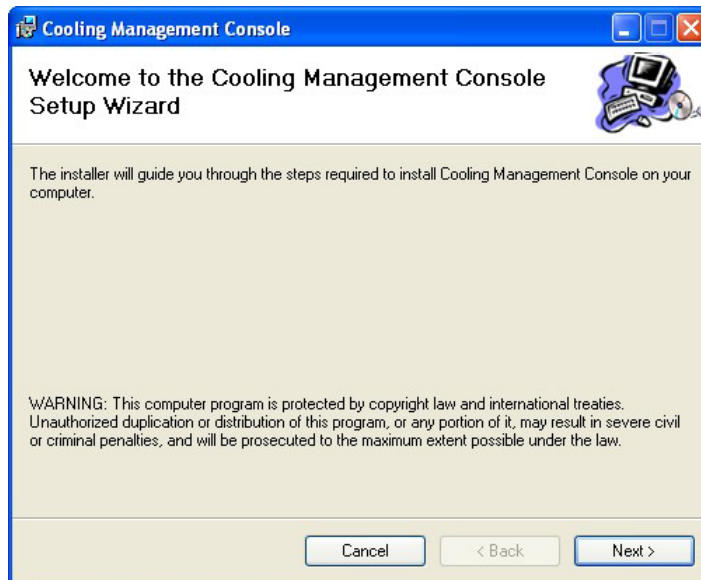 Cooling Management Console
Welcome to the Cooling Management Console
Setup Wizard
The installer will guide you through the steps required to install Cooling Management Console on your
computer.
WARNING: This computer program is protected by copyright law and international treaties.
Unauthorized duplication or distribution of this program, or any portion of it, may result in severe civil
or criminal penalties, and will be prosecuted to the maximum extent possible under the law.
Cancel
< Back
Next >